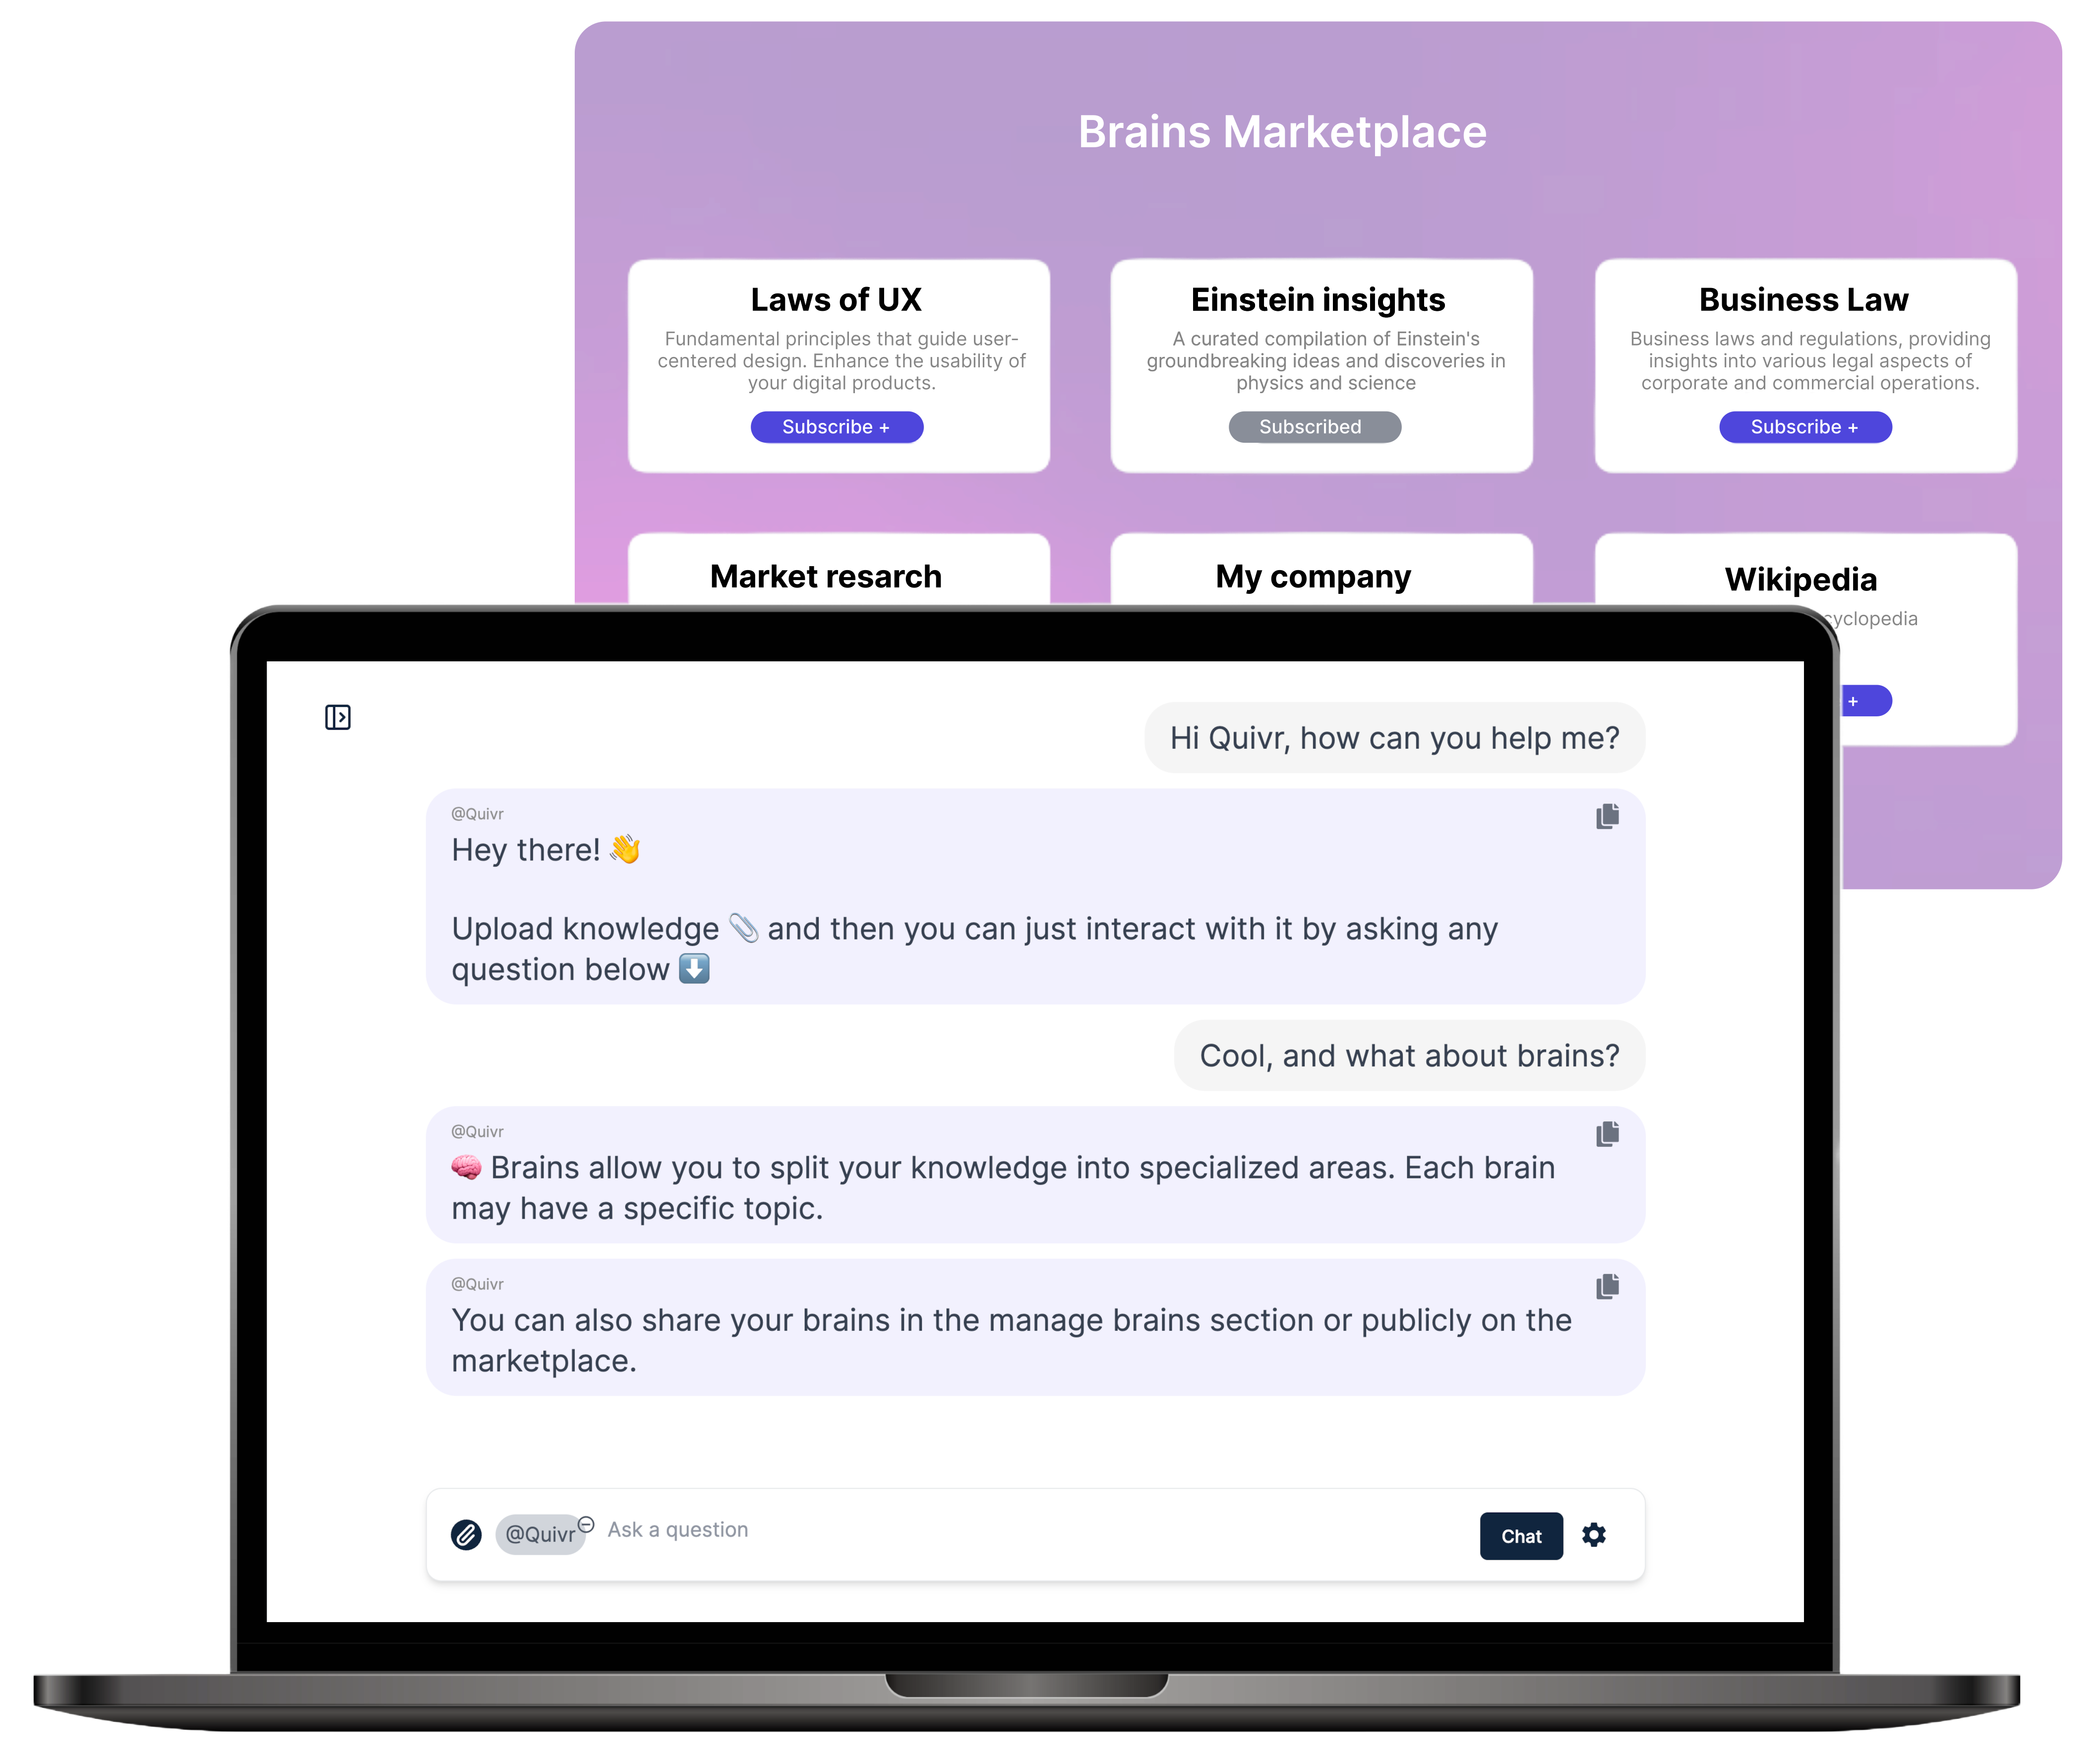 Brains Marketplace
Laws of UX
Fundamental principles that guide user-
centered design. Enhance the usability of
your digital products.
Subscribe +
Einstein insights
A curated compilation of Einstein's
groundbreaking ideas and discoveries in
physics and science
Subscribed
Business Law
Business laws and regulations, providing
insights into various legal aspects of
corporate and commercial operations.
Subscribe +
Market resarch
My company
Wikipedia
cyclopedia
+
Hi Quivr, how can you help me?
@Quivr
Hey there! 👋
Upload knowledge 📎 and then you can just interact with it by asking any
question below ⬇️
Cool, and what about brains?
@Quivr
🧠 Brains allow you to split your knowledge into specialized areas. Each brain
may have a specific topic.
@Quivr
You can also share your brains in the manage brains section or publicly on the
marketplace.
@Quivr Ask a question
Chat